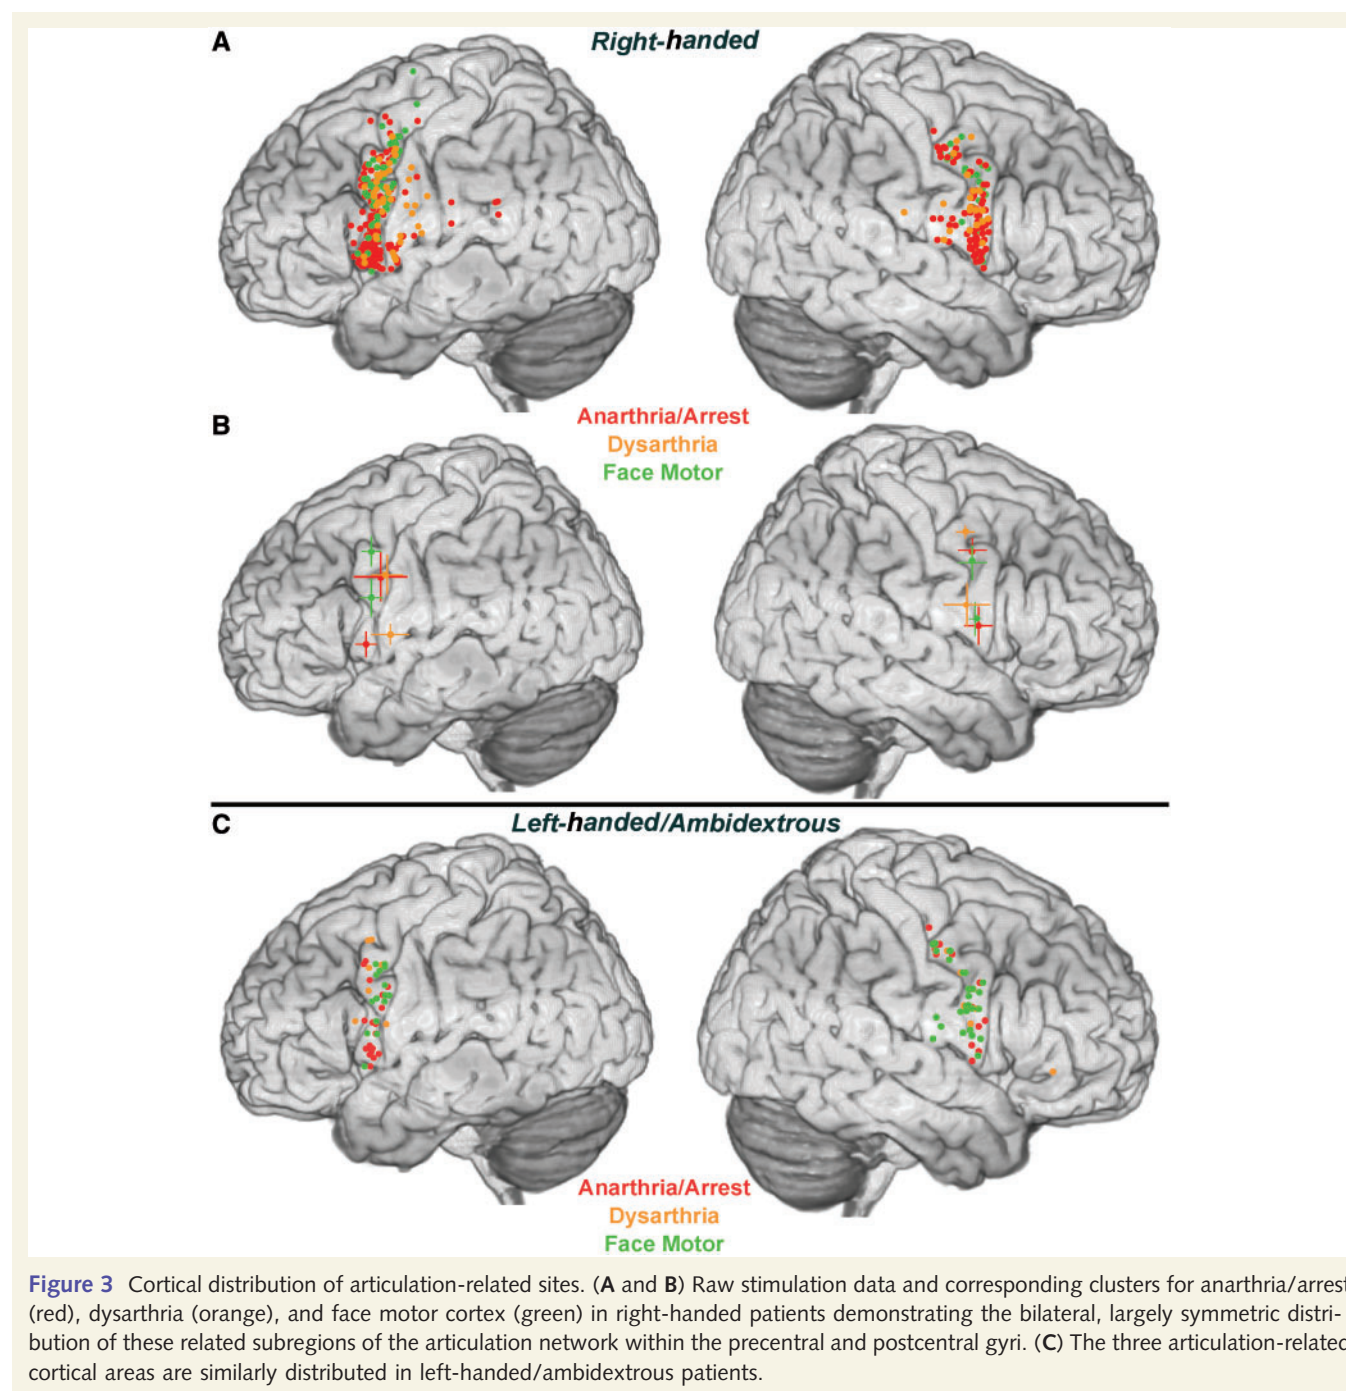 A
Right-handed
Anarthria/Arrest
B
Dysarthria
Face Motor
C
Left-handed/Ambidextrous
Anarthria/Arrest
Dysarthria
Face Motor
Figure 3 Cortical distribution of articulation-related sites. (A and B) Raw stimulation data and corresponding clusters for anarthria/arrest
(red), dysarthria (orange), and face motor cortex (green) in right-handed patients demonstrating the bilateral, largely symmetric distri-
bution of these related subregions of the articulation network within the precentral and postcentral gyri. (C) The three articulation-related
cortical areas are similarly distributed in left-handed/ambidextrous patients.